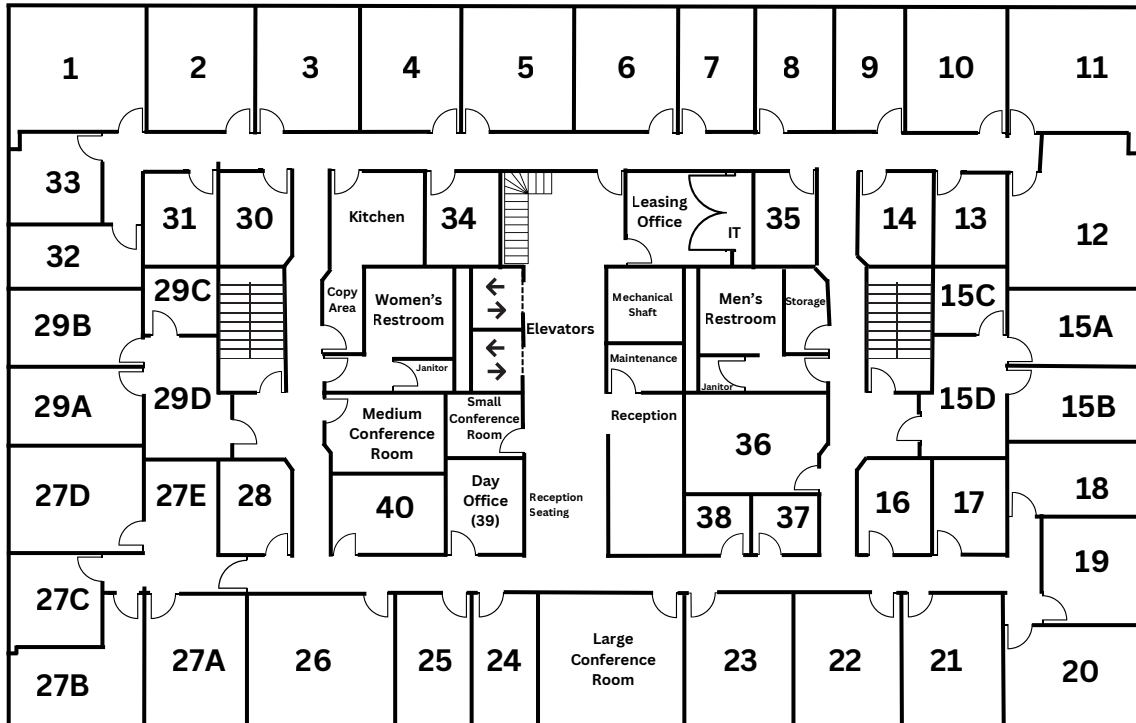 1
2
3
4
5
6
7
8
9
10
11
33
31
30
Kitchen
34
Leasing
Office
IT
35
14
13
12
32
29C
Copy
Area
Women's
Restroom
Elevators
Mechanical
Shaft
Men's
Restroom
Storage
15C
29B
15A
Maintenance
Janitor
Janitor
29A
29D
Medium
Conference
Room
Small
Conference
Room
Reception
36
15D
15B
27D
27E
28
40
Day
Office
(39)
Reception
Seating
38
37
16
17
18
27C
19
27B
27A
26
25
24
Large
Conference
Room
23
22
21
20